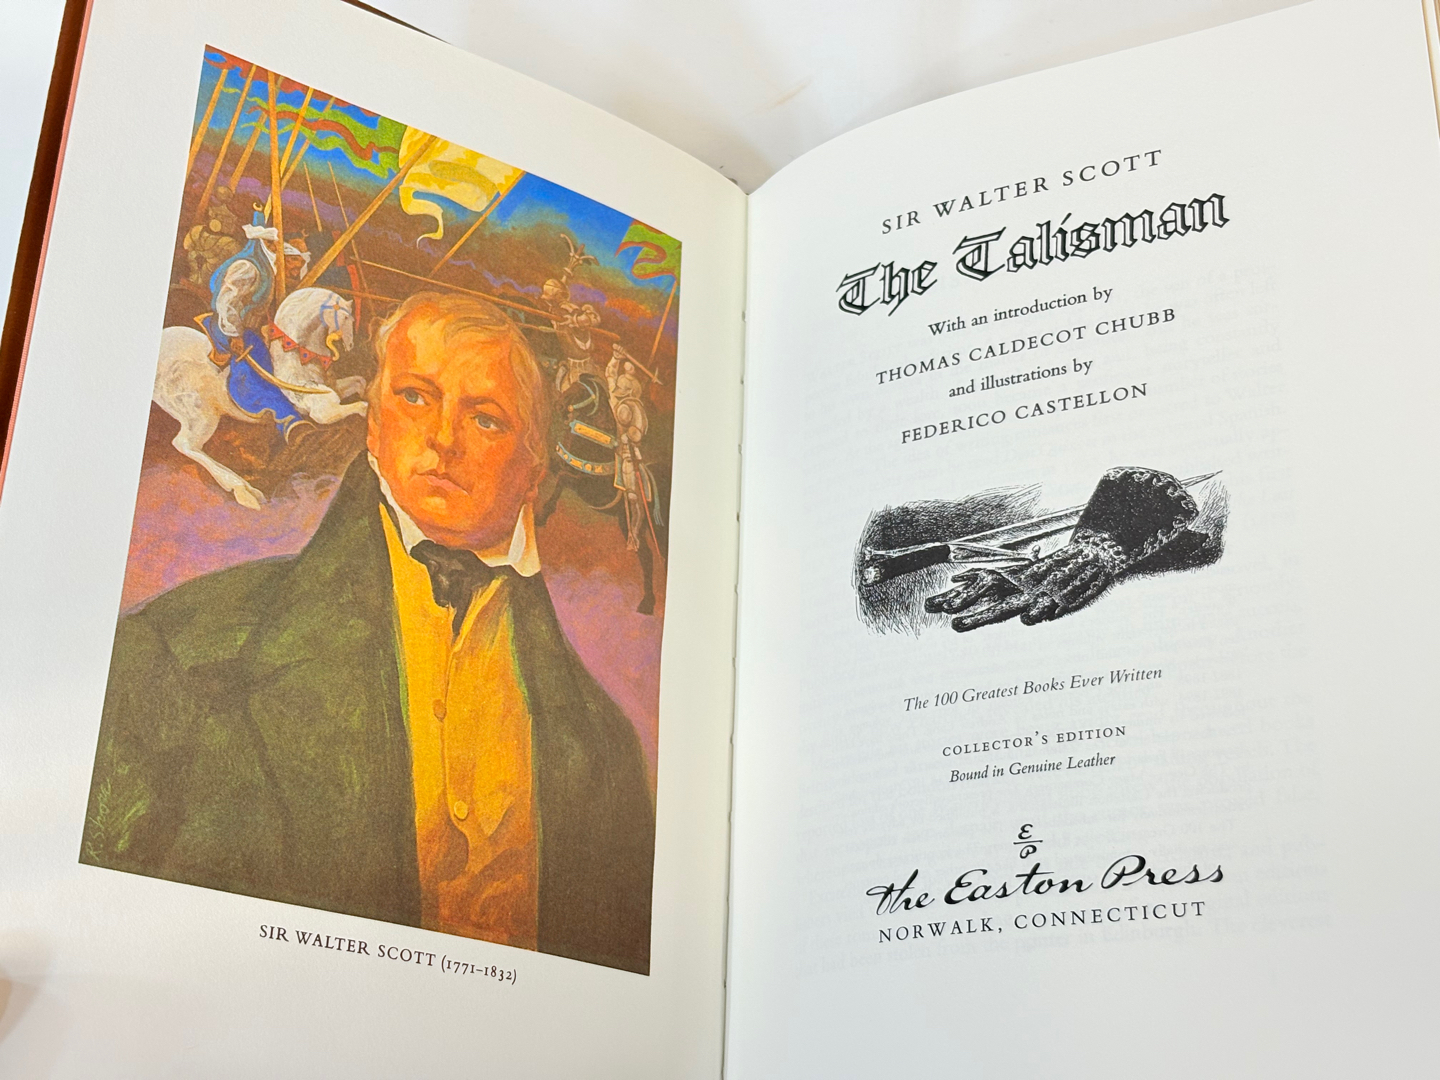 R. Shore
SIR WALTER SCOTT (1771–1832)
SIR WALTER SCOTT
The Talisman
With an introduction by
THOMAS CALDECOT CHUBB
and illustrations by
FEDERICO CASTELLON
The 100 Greatest Books Ever Written
COLLECTOR'S EDITION
Bound in Genuine Leather
E
P
the Easton Press
NORWALK, CONNECTICUT